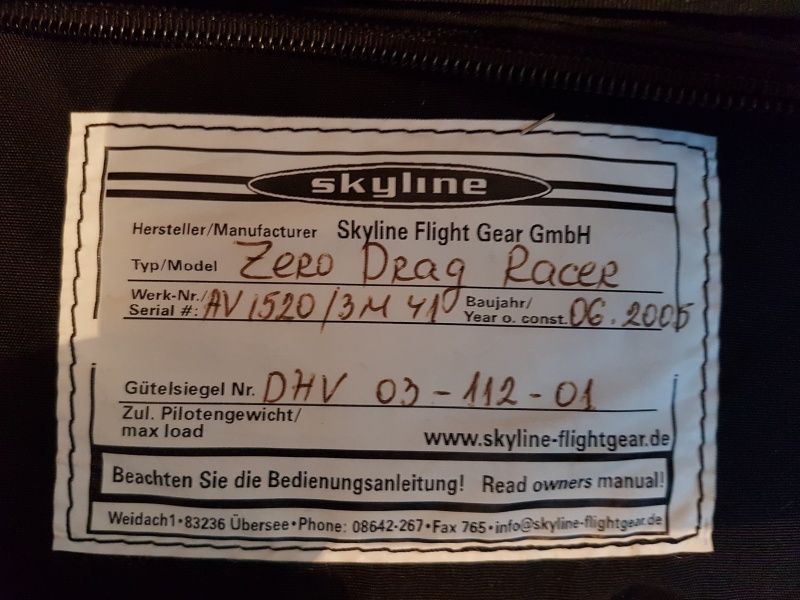 skyline
Hersteller/Manufacturer Skyline Flight Gear GmbH
Typ/Model Zero Drag Racer
Werk-Nr./ Baujahr/
Serial #: AV 1520/3M 41 Year o. const. 06.2005
Gütelsiegel Nr. DHV 03-112-01
Zul. Pilotengewicht/
max load www.skyline-flightgear.de
Beachten Sie die Bedienungsanleitung! Read owners manual!
Weidach1•83236 Übersee•Phone: 08642-267•Fax 765•info@skyline-flightgear.de